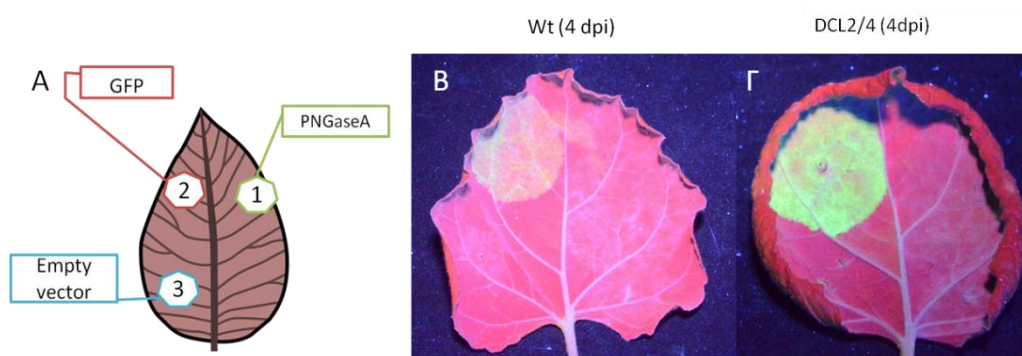 Wt (4 dpi)
DCL2/4 (4dpi)
Α
GFP
PNGaseA
2
1
Empty
vector
3
Β
Γ